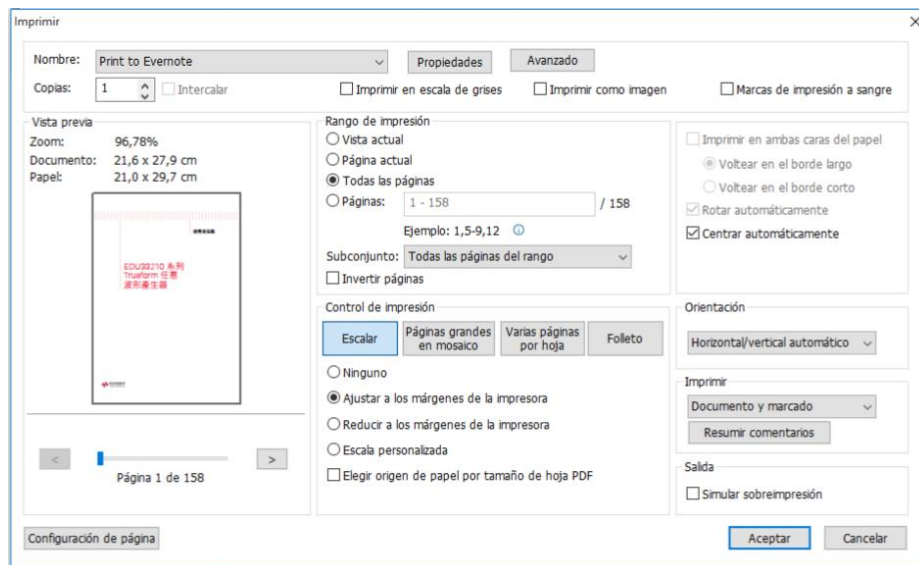 Imprimir
Nombre: Print to Evernote Propiedades Avanzado
Copias: 1 Intercalar Imprimir en escala de grises Imprimir como imagen Marcas de impresión a sangre
Vista previa
Zoom: 96,78%
Documento: 21,6 x 27,9 cm
Papel: 21,0 x 29,7 cm
EDU33210 系列
Trueform 任意
波形產生器
< >
Página 1 de 158
Rango de impresión
Vista actual
Página actual
Todas las páginas
Páginas: 1 - 158 / 158
Ejemplo: 1,5-9,12
Subconjunto: Todas las páginas del rango
Invertir páginas
Control de impresión
Escalar
Páginas grandes
en mosaico
Varias páginas
por hoja
Folleto
Ninguno
Ajustar a los márgenes de la impresora
Reducir a los márgenes de la impresora
Escala personalizada
Elegir origen de papel por tamaño de hoja PDF
Imprimir en ambas caras del papel
Voltear en el borde largo
Voltear en el borde corto
Rotar automáticamente
Centrar automáticamente
Orientación
Horizontal/vertical automático
Imprimir
Documento y marcado
Resumir comentarios
Salida
Simular sobreimpresión
Configuración de página
Aceptar Cancelar